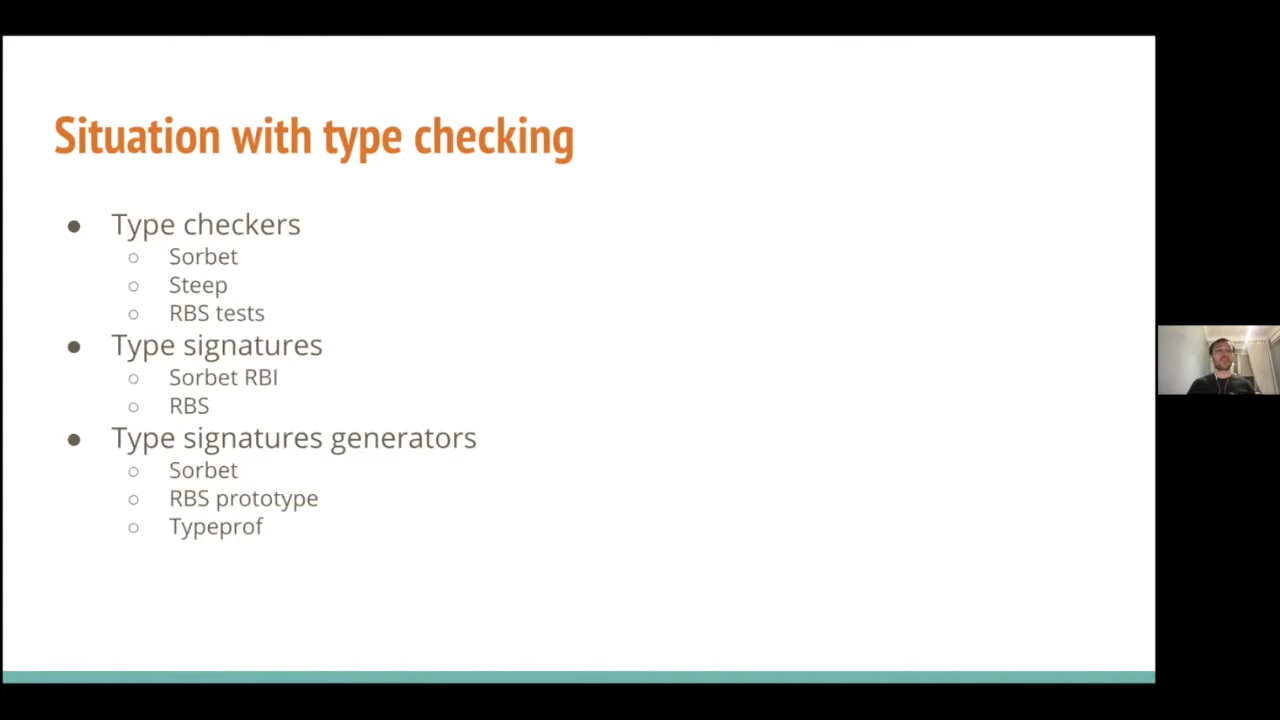 Situation with type checking
● Type checkers
○ Sorbet
○ Steep
○ RBS tests
● Type signatures
○ Sorbet RBI
○ RBS
● Type signatures generators
○ Sorbet
○ RBS prototype
○ Typeprof